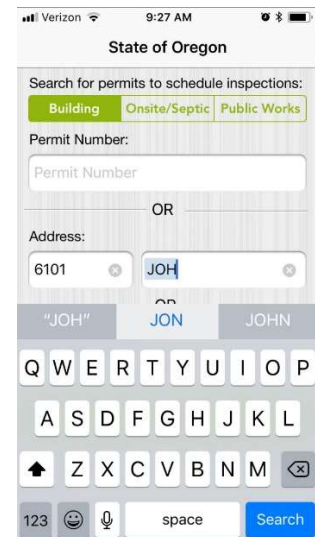 Verizon 9:27 AM
State of Oregon
Search for permits to schedule inspections:
Building Onsite/Septic Public Works
Permit Number:
Permit Number
OR
Address:
6101 JOH
OR
"JOH" JON JOHN
Q W E R T Y U I O P
A S D F G H J K L
Z X C V B N M
123 space Search